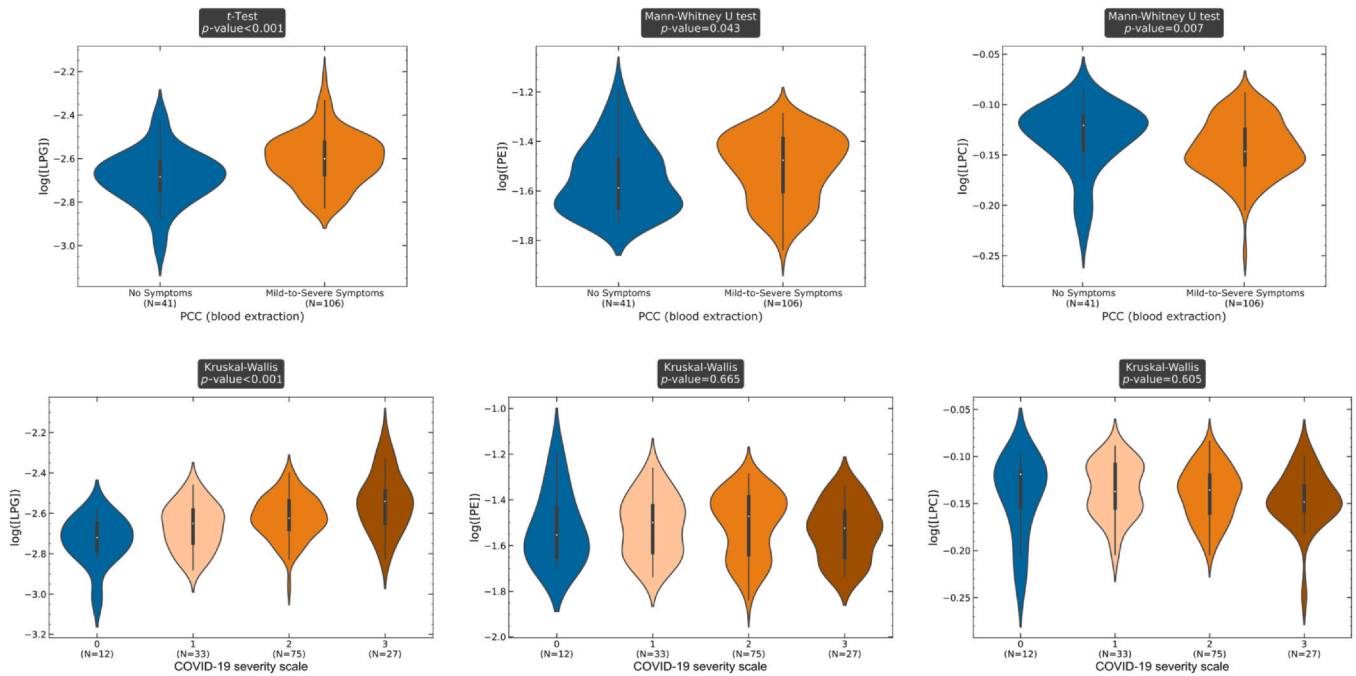 t-Test
p-value<0.001
log([LPG])
−2.2
−2.4
−2.6
−2.8
−3.0
No Symptoms
(N=41)
Mild-to-Severe Symptoms
(N=106)
PCC (blood extraction)
Mann-Whitney U test
p-value=0.043
log([PE])
−1.2
−1.4
−1.6
−1.8
No Symptoms
(N=41)
Mild-to-Severe Symptoms
(N=106)
PCC (blood extraction)
Mann-Whitney U test
p-value=0.007
log([LPC])
−0.05
−0.10
−0.15
−0.20
−0.25
No Symptoms
(N=41)
Mild-to-Severe Symptoms
(N=106)
PCC (blood extraction)
Kruskal-Wallis
p-value<0.001
log([LPG])
−2.2
−2.4
−2.6
−2.8
−3.0
−3.2
0 1 2 3
(N=12) (N=33) (N=75) (N=27)
COVID-19 severity scale
Kruskal-Wallis
p-value=0.665
log([PE])
−1.0
−1.2
−1.4
−1.6
−1.8
−2.0
0 1 2 3
(N=12) (N=33) (N=75) (N=27)
COVID-19 severity scale
Kruskal-Wallis
p-value=0.605
log([LPC])
−0.05
−0.10
−0.15
−0.20
−0.25
0 1 2 3
(N=12) (N=33) (N=75) (N=27)
COVID-19 severity scale